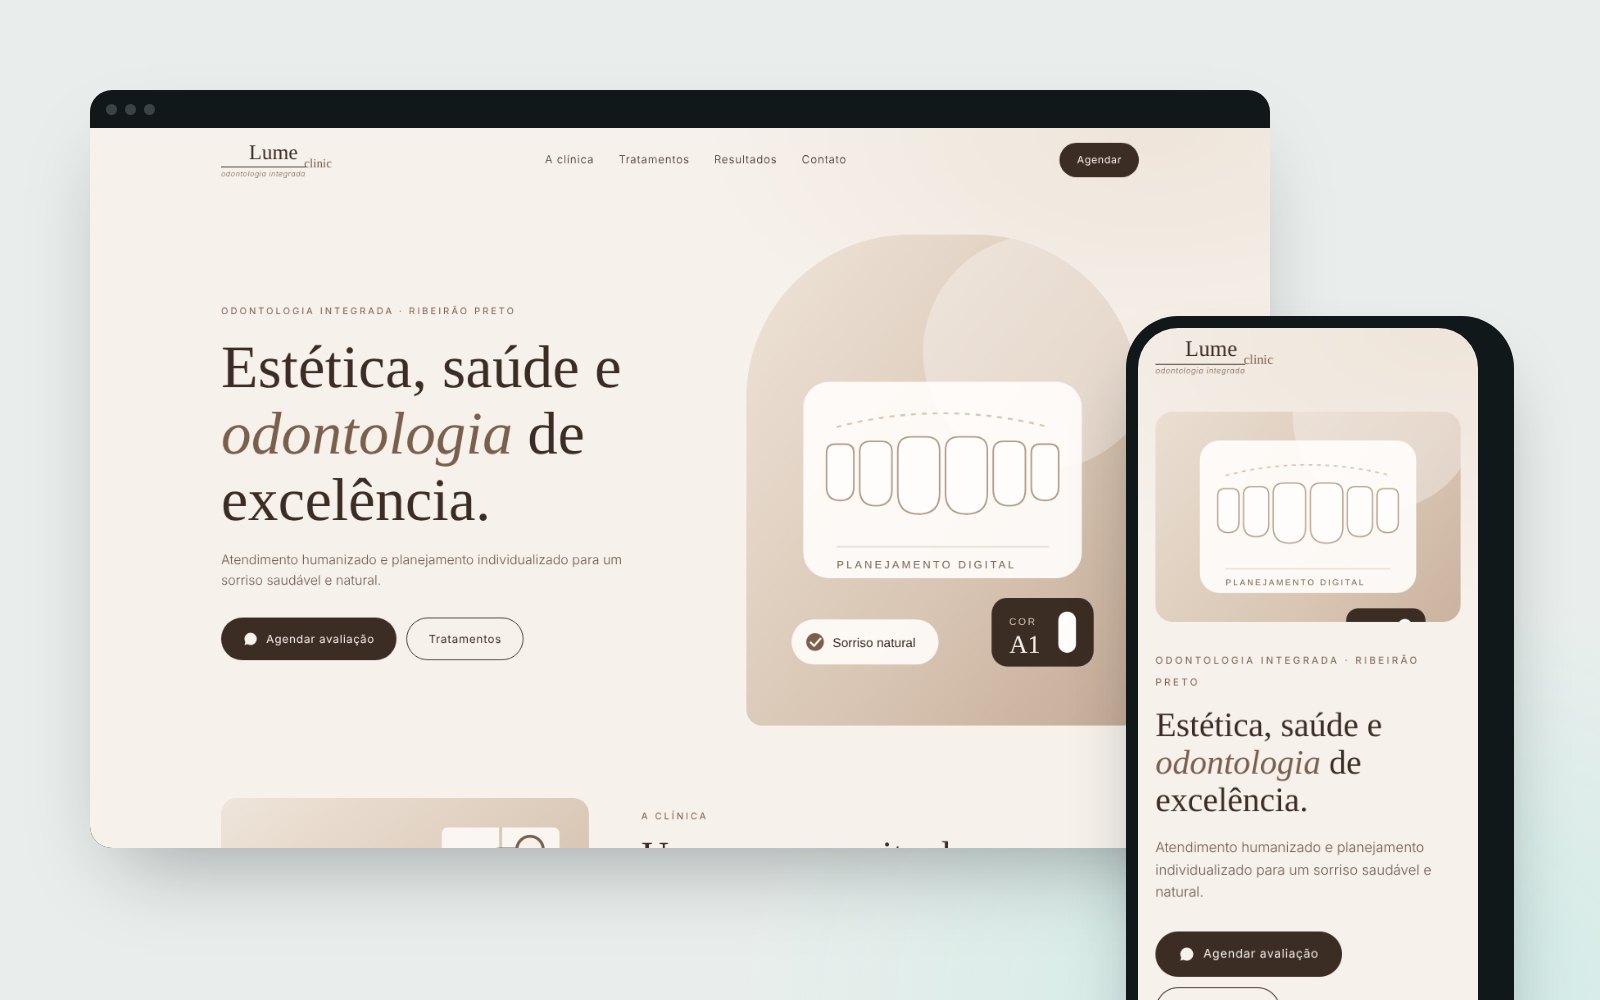 Lume
clinic
odontologia integrada
A clínica Tratamentos Resultados Contato
Agendar
ODONTOLOGIA INTEGRADA · RIBEIRÃO PRETO
Estética, saúde e
odontologia de
excelência.
Atendimento humanizado e planejamento individualizado para um
sorriso saudável e natural.
Agendar avaliação
Tratamentos
PLANEJAMENTO DIGITAL
Sorriso natural
COR
A1
A CLÍNICA
Lume
clinic
odontologia integrada
PLANEJAMENTO DIGITAL
ODONTOLOGIA INTEGRADA · RIBEIRÃO
PRETO
Estética, saúde e
odontologia de
excelência.
Atendimento humanizado e planejamento
individualizado para um sorriso saudável e
natural.
Agendar avaliação